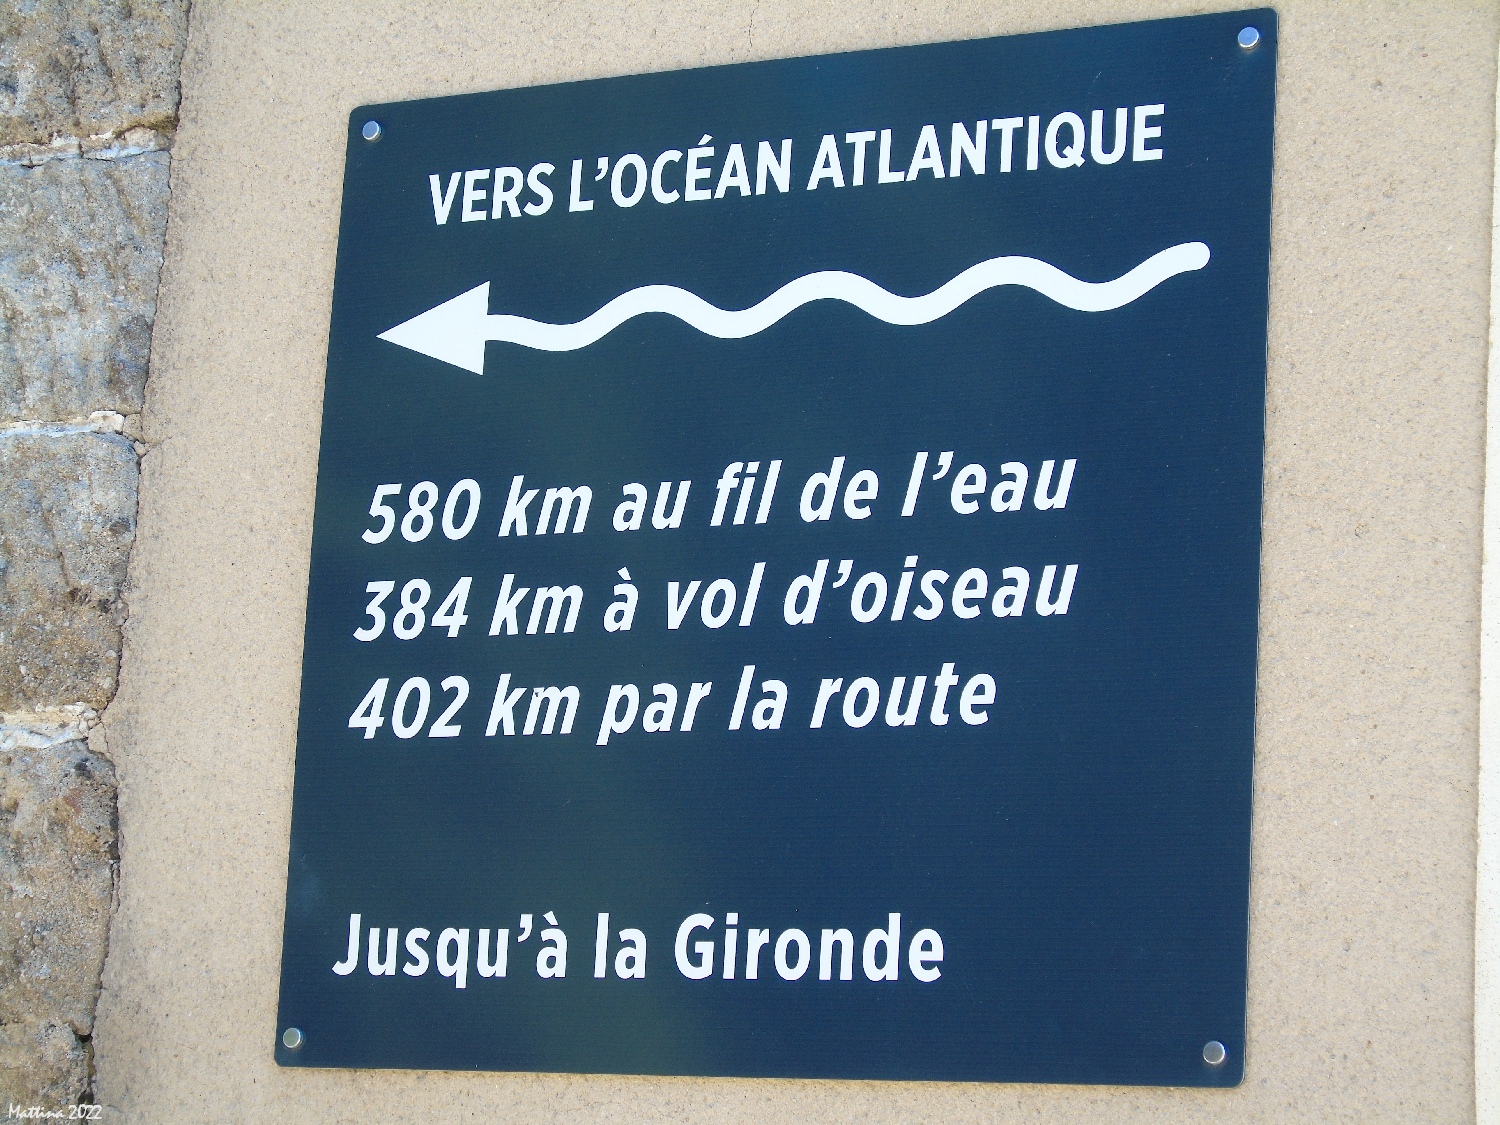 VERS L’OCÉAN ATLANTIQUE
580 km au fil de l’eau
384 km à vol d’oiseau
402 km par la route
Jusqu’à la Gironde
Mattina 2022